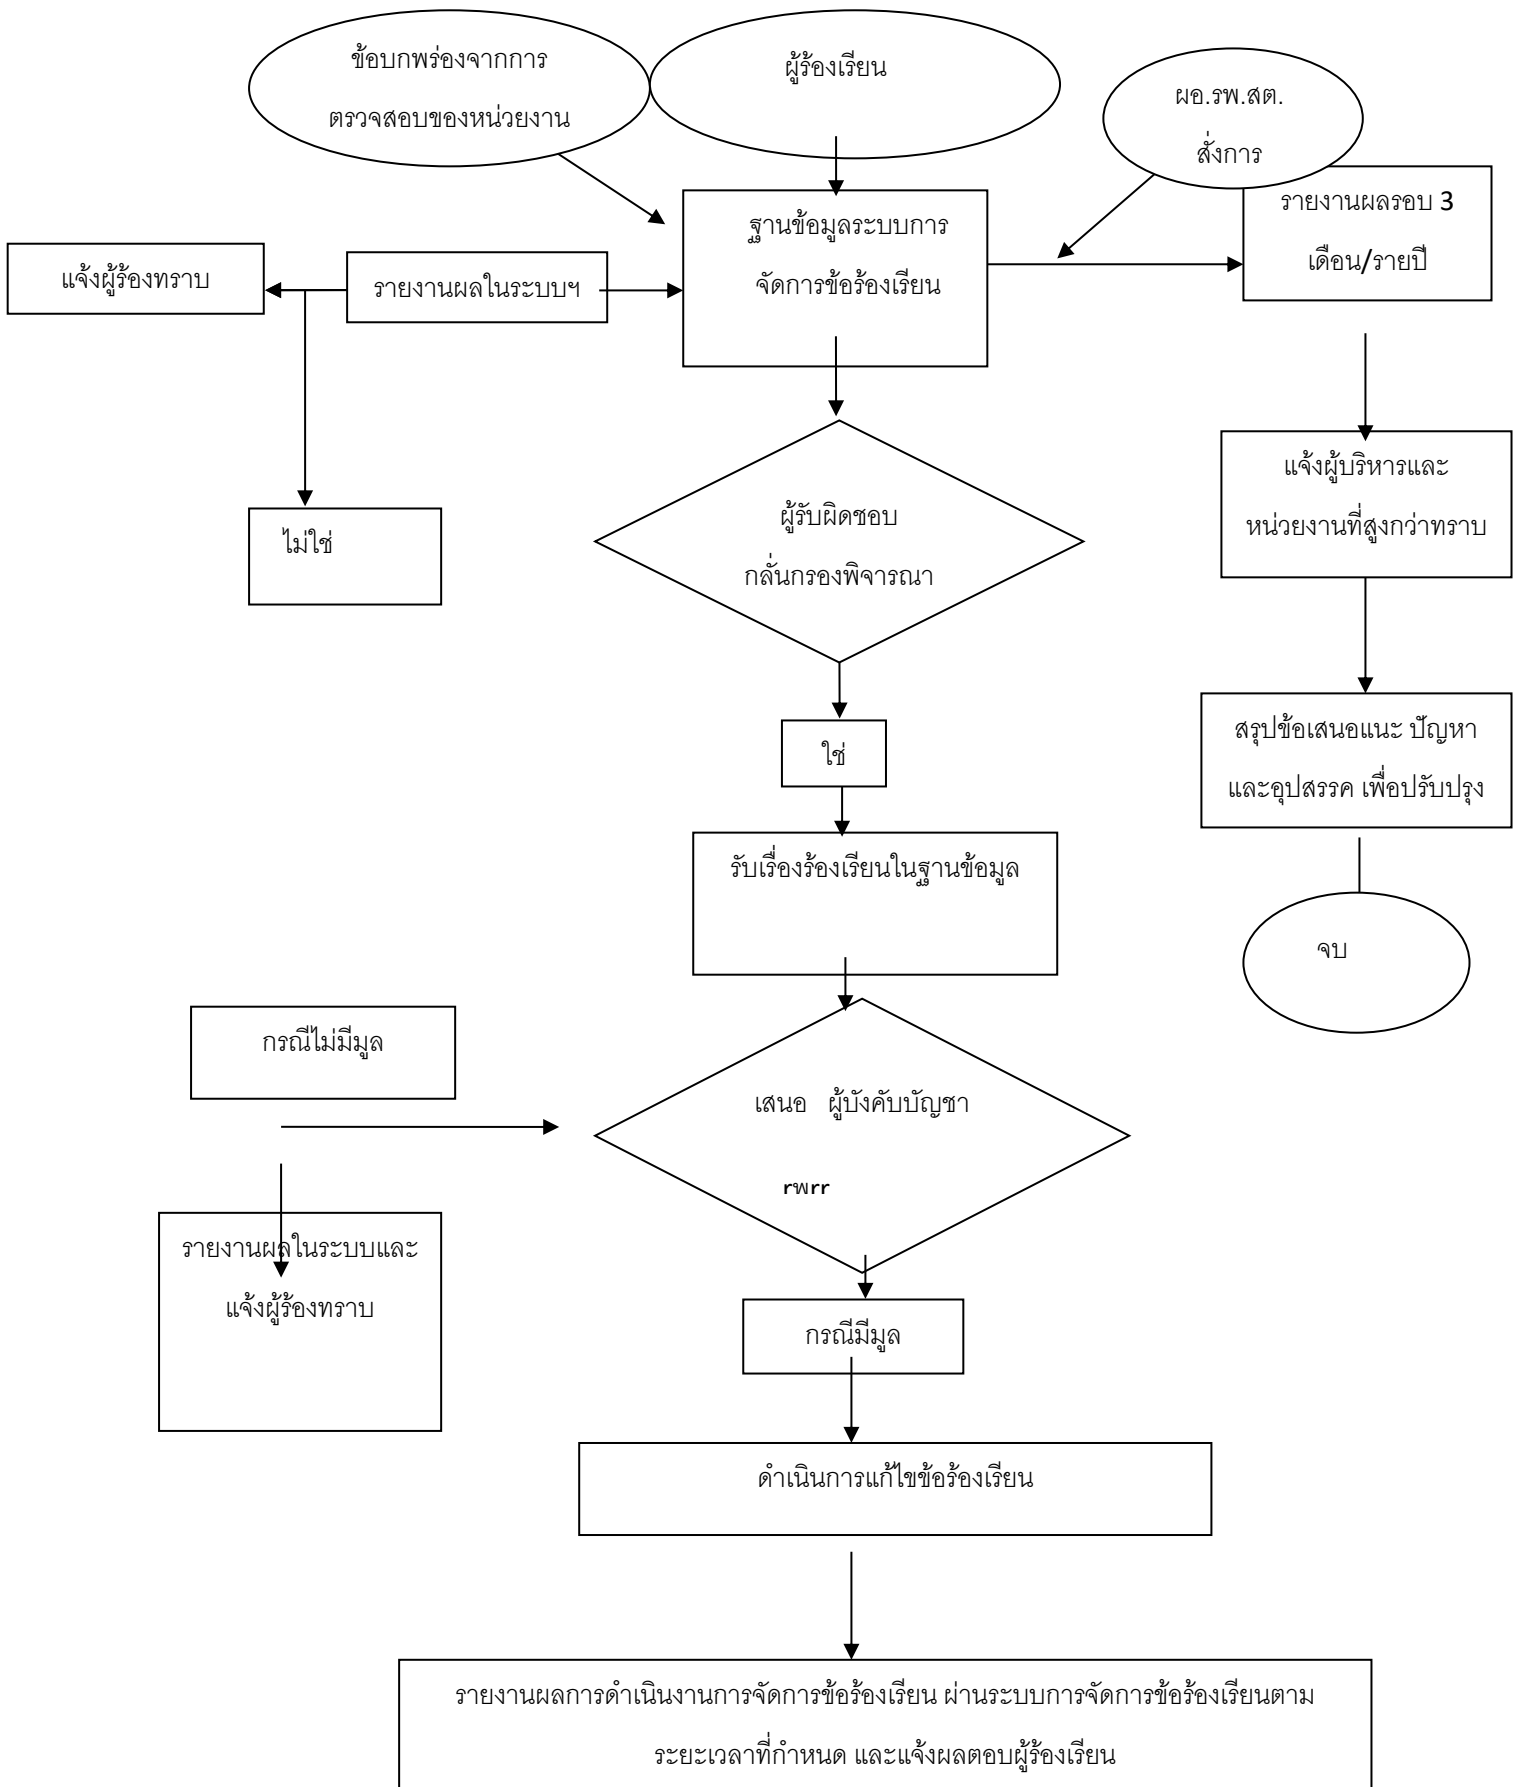 ข้อบกพร่องจากการ
ตรวจสอบของหน่วยงาน
ผู้ร้องเรียน
ผอ.รพ.สต.
สั่งการ
ฐานข้อมูลระบบการ
จัดการข้อร้องเรียน
รายงานผลรอบ 3
เดือน/รายปี
แจ้งผู้ร้องทราบ
รายงานผลในระบบฯ
ไม่ใช่
ผู้รับผิดชอบ
กลั่นกรองพิจารณา
แจ้งผู้บริหารและ
หน่วยงานที่สูงกว่าทราบ
ใช่
สรุปข้อเสนอแนะ ปัญหา
และอุปสรรค เพื่อปรับปรุง
รับเรื่องร้องเรียนในฐานข้อมูล
จบ
กรณีไม่มีมูล
เสนอ ผู้บังคับบัญชา
rพrr
รายงานผลในระบบและ
แจ้งผู้ร้องทราบ
กรณีมีมูล
ดำเนินการแก้ไขข้อร้องเรียน
รายงานผลการดำเนินงานการจัดการข้อร้องเรียน ผ่านระบบการจัดการข้อร้องเรียนตาม
ระยะเวลาที่กำหนด และแจ้งผลตอบผู้ร้องเรียน